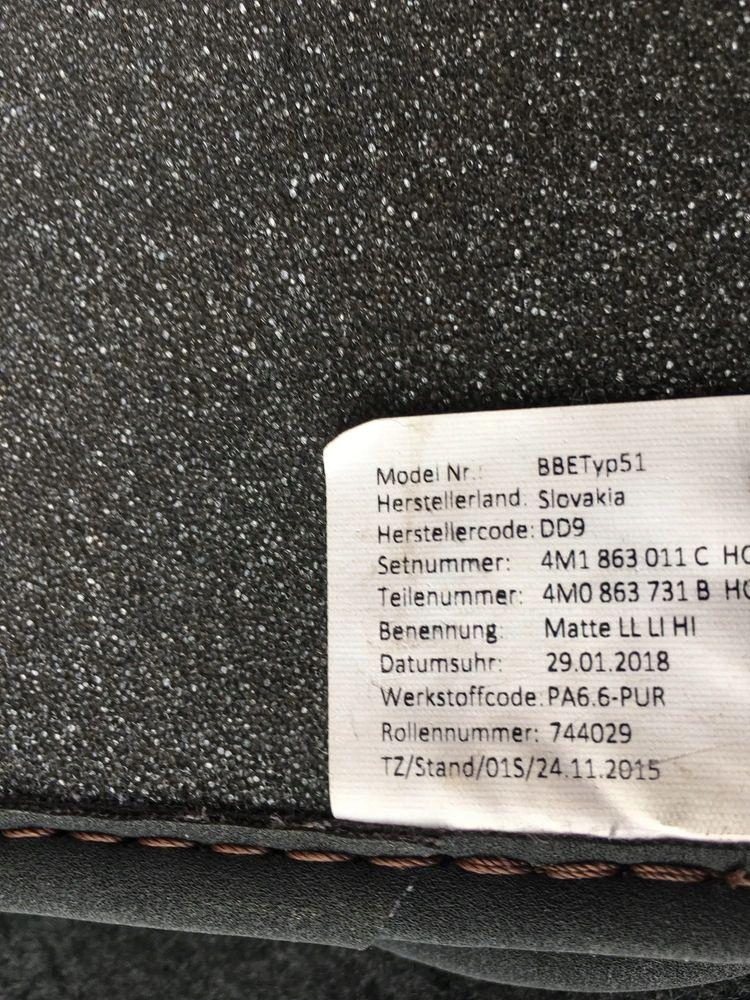 Model Nr.: BBETyp51
Herstellerland. Slovakia
Herstellercode: DD9
Setnummer: 4M1 863 011 C
Teilenummer: 4M0 863 731 B
Benennung: Matte LL LI HI
Datumsuhr: 29.01.2018
Werkstoffcode. PA6.6-PUR
Rollennummer: 744029
TZ/Stand/01S/24.11.2015